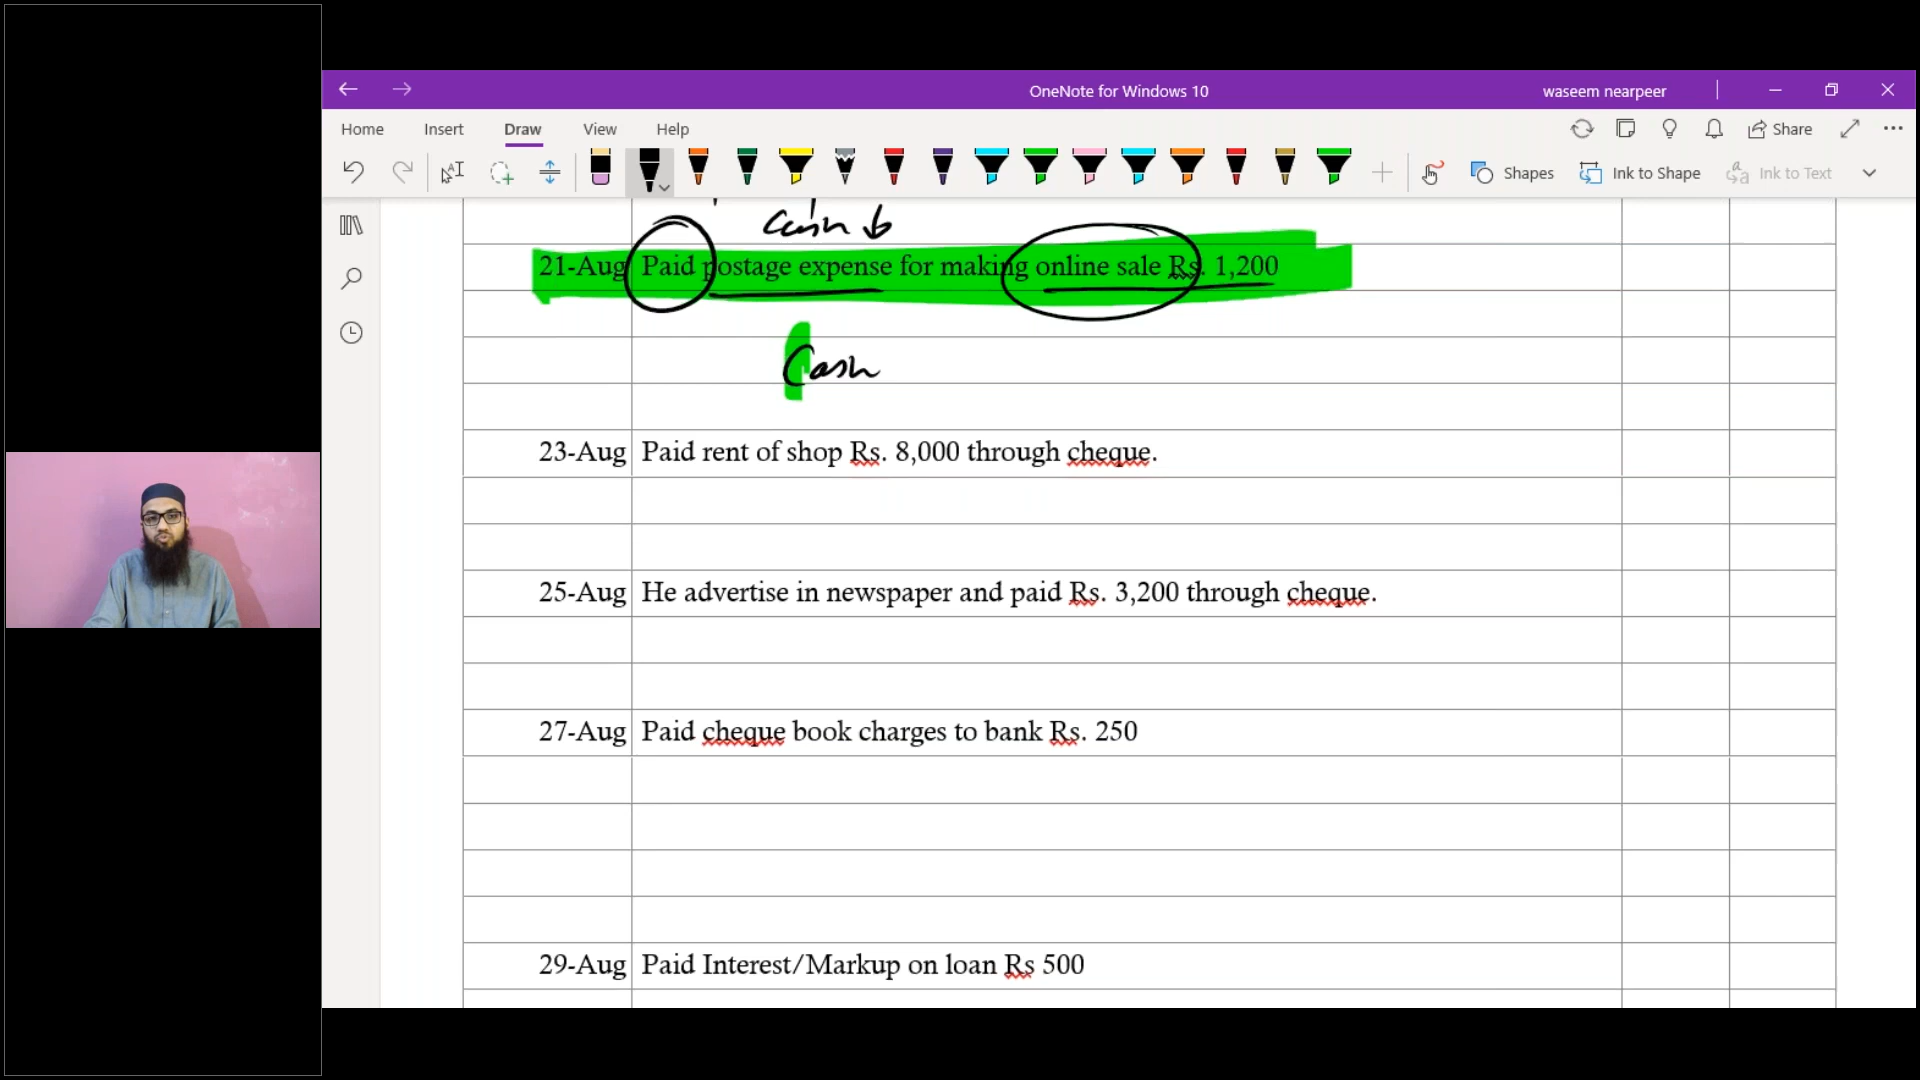 OneNote for Windows 10
waseem nearpeer
Home Insert Draw View Help
Share
Shapes Ink to Shape Ink to Text
Cash
21-Aug Paid postage expense for making online sale Rs. 1,200
Cash
23-Aug Paid rent of shop Rs. 8,000 through cheque.
25-Aug He advertise in newspaper and paid Rs. 3,200 through cheque.
27-Aug Paid cheque book charges to bank Rs. 250
29-Aug Paid Interest/Markup on loan Rs 500